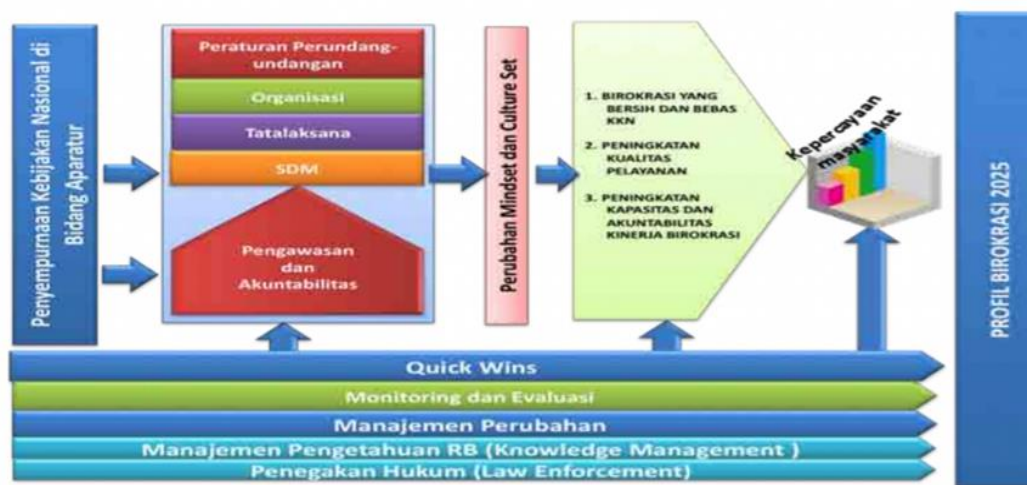 Penyempurnaan Kebijakan Nasional di
Bidang Aparatur
Peraturan Perundang-
undangan
Organisasi
Tatalaksana
SDM
Pengawasan
dan
Akuntabilitas
Perubahan Mindset dan Culture Set
1. BIROKRASI YANG
BERSIH DAN BEBAS
KKN
2. PENINGKATAN
KUALITAS
PELAYANAN
3. PENINGKATAN
KAPASITAS DAN
AKUNTABILITAS
KINERJA BIROKRASI
Kepercayaan
masyarakat
PROFIL BIROKRASI 2025
Quick Wins
Monitoring dan Evaluasi
Manajemen Perubahan
Manajemen Pengetahuan RB (Knowledge Management )
Penegakan Hukum (Law Enforcement)